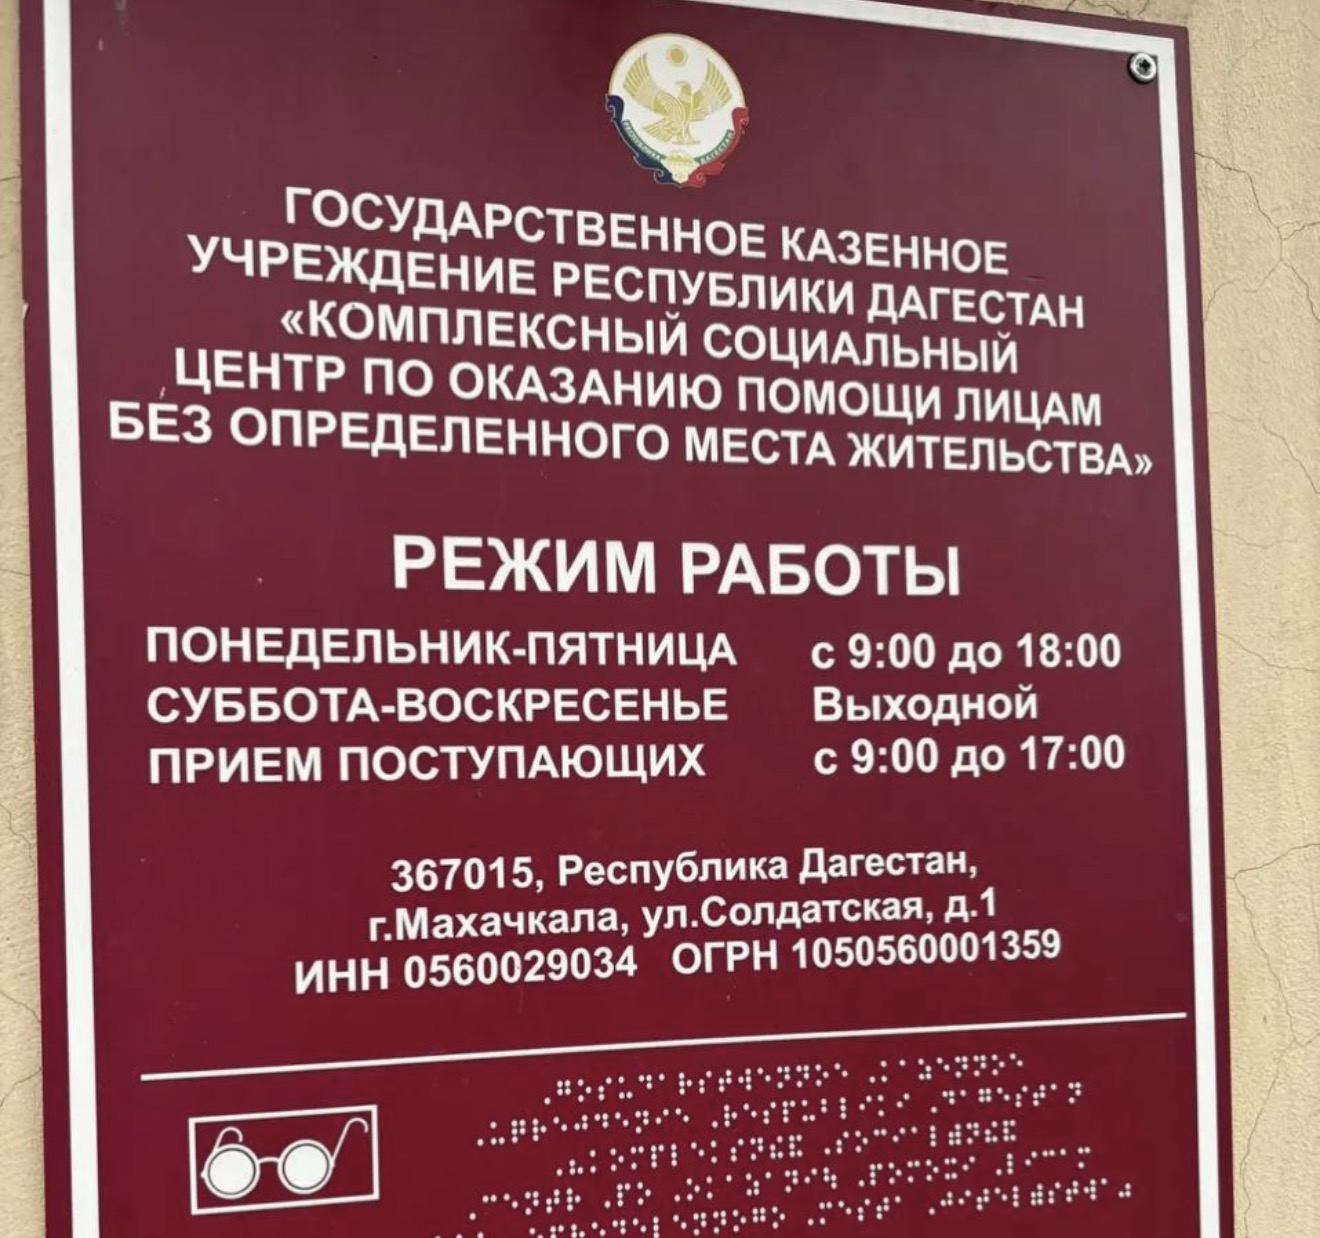 РЕСПУБЛИКА ДАГЕСТАН
ГОСУДАРСТВЕННОЕ КАЗЕННОЕ
УЧРЕЖДЕНИЕ РЕСПУБЛИКИ ДАГЕСТАН
«КОМПЛЕКСНЫЙ СОЦИАЛЬНЫЙ
ЦЕНТР ПО ОКАЗАНИЮ ПОМОЩИ ЛИЦАМ
БЕЗ ОПРЕДЕЛЕННОГО МЕСТА ЖИТЕЛЬСТВА»
РЕЖИМ РАБОТЫ
ПОНЕДЕЛЬНИК-ПЯТНИЦА с 9:00 до 18:00
СУББОТА-ВОСКРЕСЕНЬЕ Выходной
ПРИЕМ ПОСТУПАЮЩИХ с 9:00 до 17:00
367015, Республика Дагестан,
г.Махачкала, ул.Солдатская, д.1
ИНН 0560029034 ОГРН 1050560001359